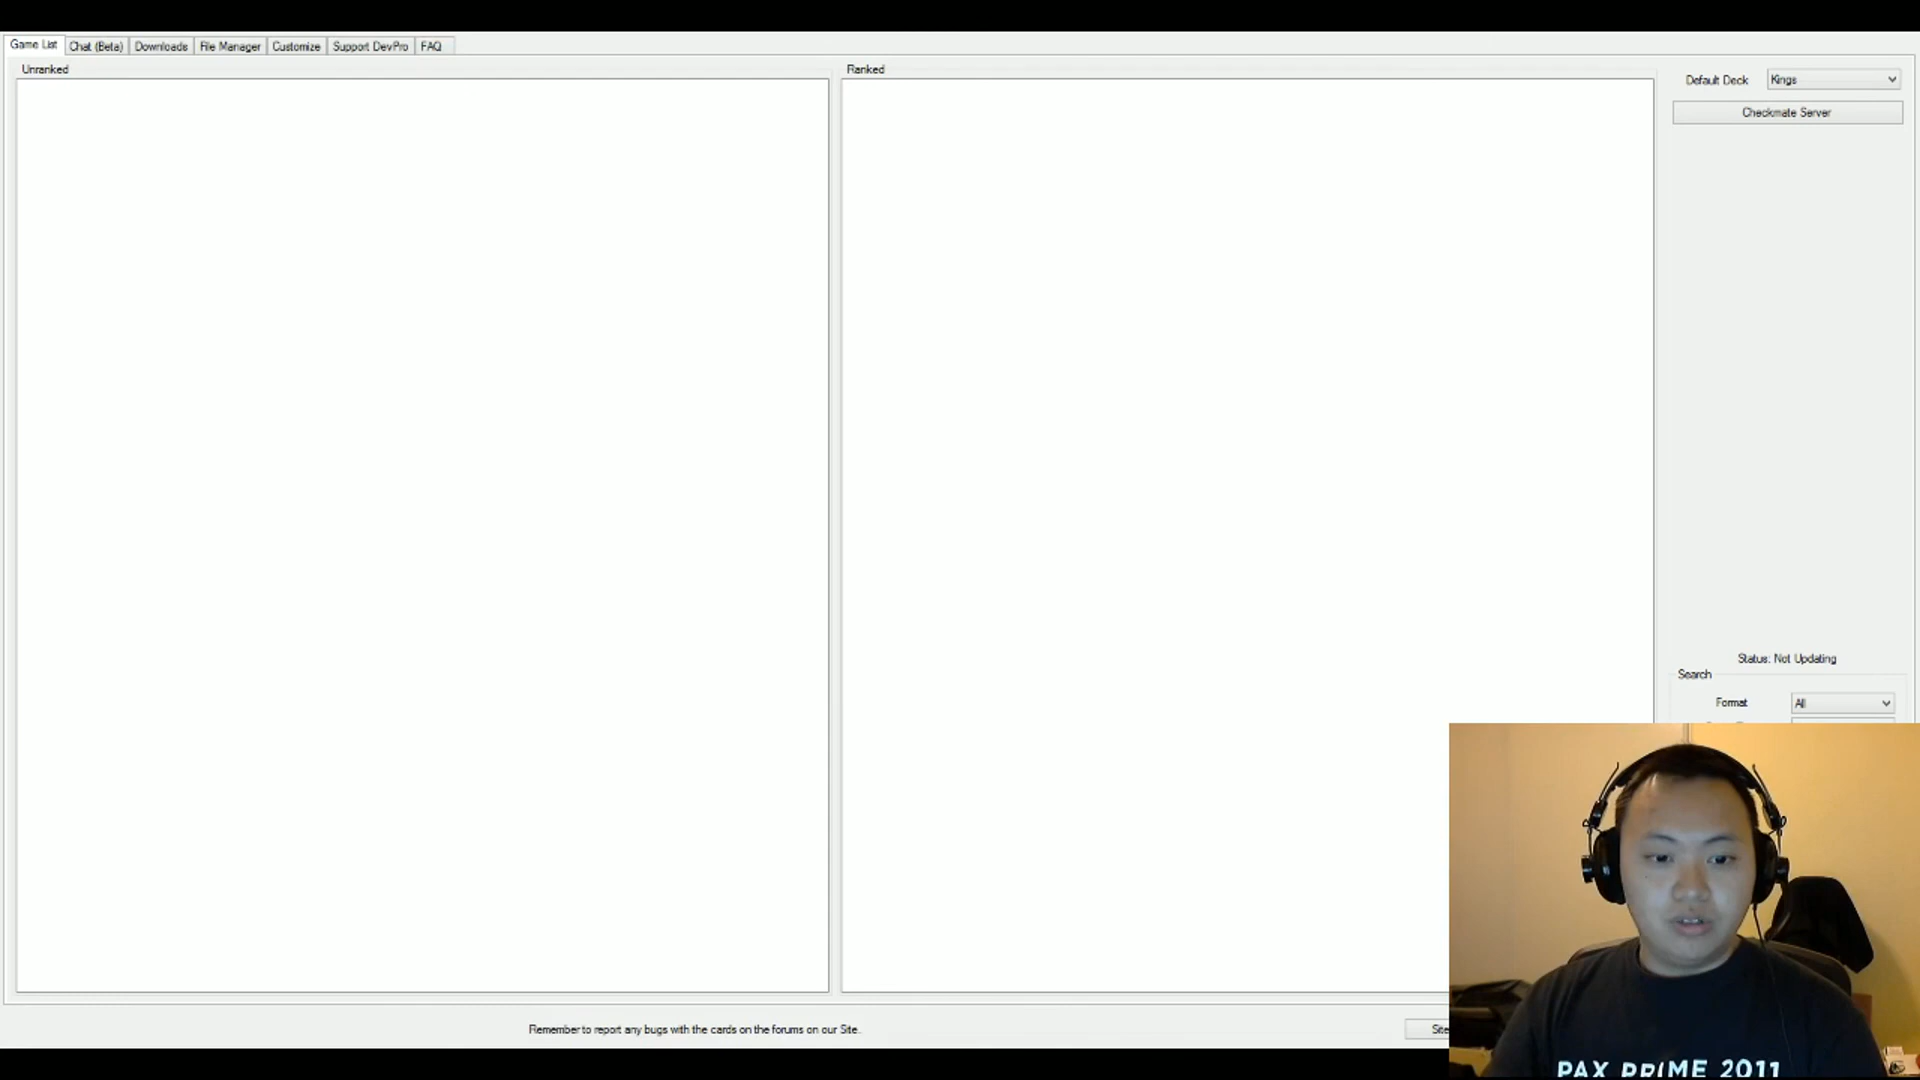 Game List Chat (Beta) Downloads File Manager Customize Support DevPro FAQ
Unranked
Ranked
Default Deck Kings
Checkmate Server
Status: Not Updating
Search
Format All
Remember to report any bugs with the cards on the forums on our Site.
Site
PAX PRIME 2011